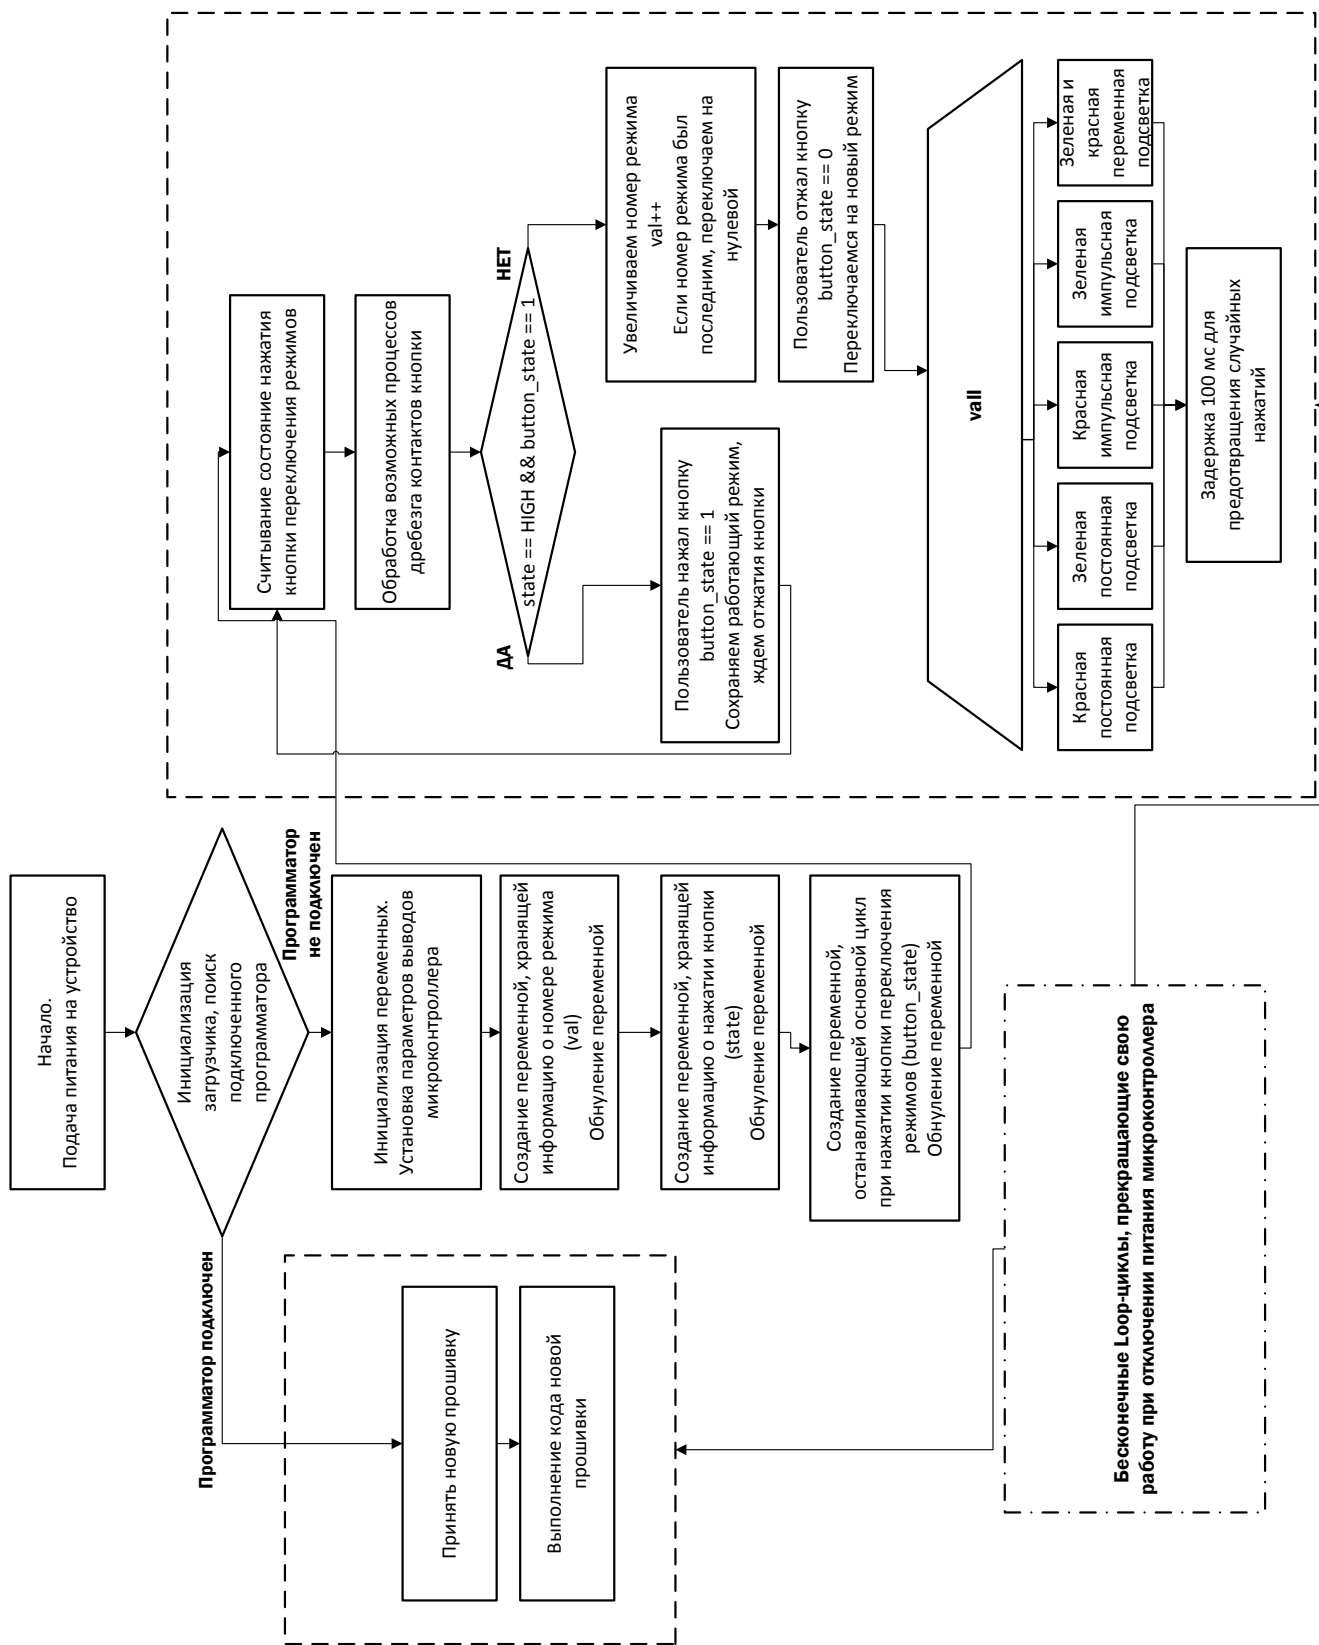 Начало.
Подача питания на устройство
Инициализация
загрузчика, поиск
подключенного
программатора
Программатор подключен
Программатор
не подключен
Принять новую прошивку
Выполнение кода новой
прошивки
Инициализация переменных.
Установка параметров выводов
микроконтроллера
Создание переменной, хранящей
информацию о номере режима
(val)
Обнуление переменной
Создание переменных, хранящей
информацию о нажатии кнопки
(state)
Обнуление переменной
Создание переменной,
останавливающей основной цикл
при нажатии кнопки переключения
режимов (button_state)
Обнуление переменной
Бесконечные Loop-циклы, прекращающие свою
работу при отключении питания микроконтроллера
Считывание состояние нажатия
кнопки переключения режимов
Обработка возможных процессов
дребезга контактов кнопки
state == HIGH && button_state == 1
ДА
НЕТ
Пользователь нажал кнопку
button_state == 1
Сохраняем работающий режим,
ждем отжатия кнопки
Увеличиваем номер режима
val++
Если номер режима был
последним, переключаем на
нулевой
Пользователь отжал кнопку
button_state == 0
Переключаемся на новый режим
vall
Красная
постоянная
подсветка
Зеленая
постоянная
подсветка
Красная
импульсная
подсветка
Зеленая
импульсная
подсветка
Зеленая и
красная
переменная
подсветка
Задержка 100 мс для
предотвращения случайных
нажатий